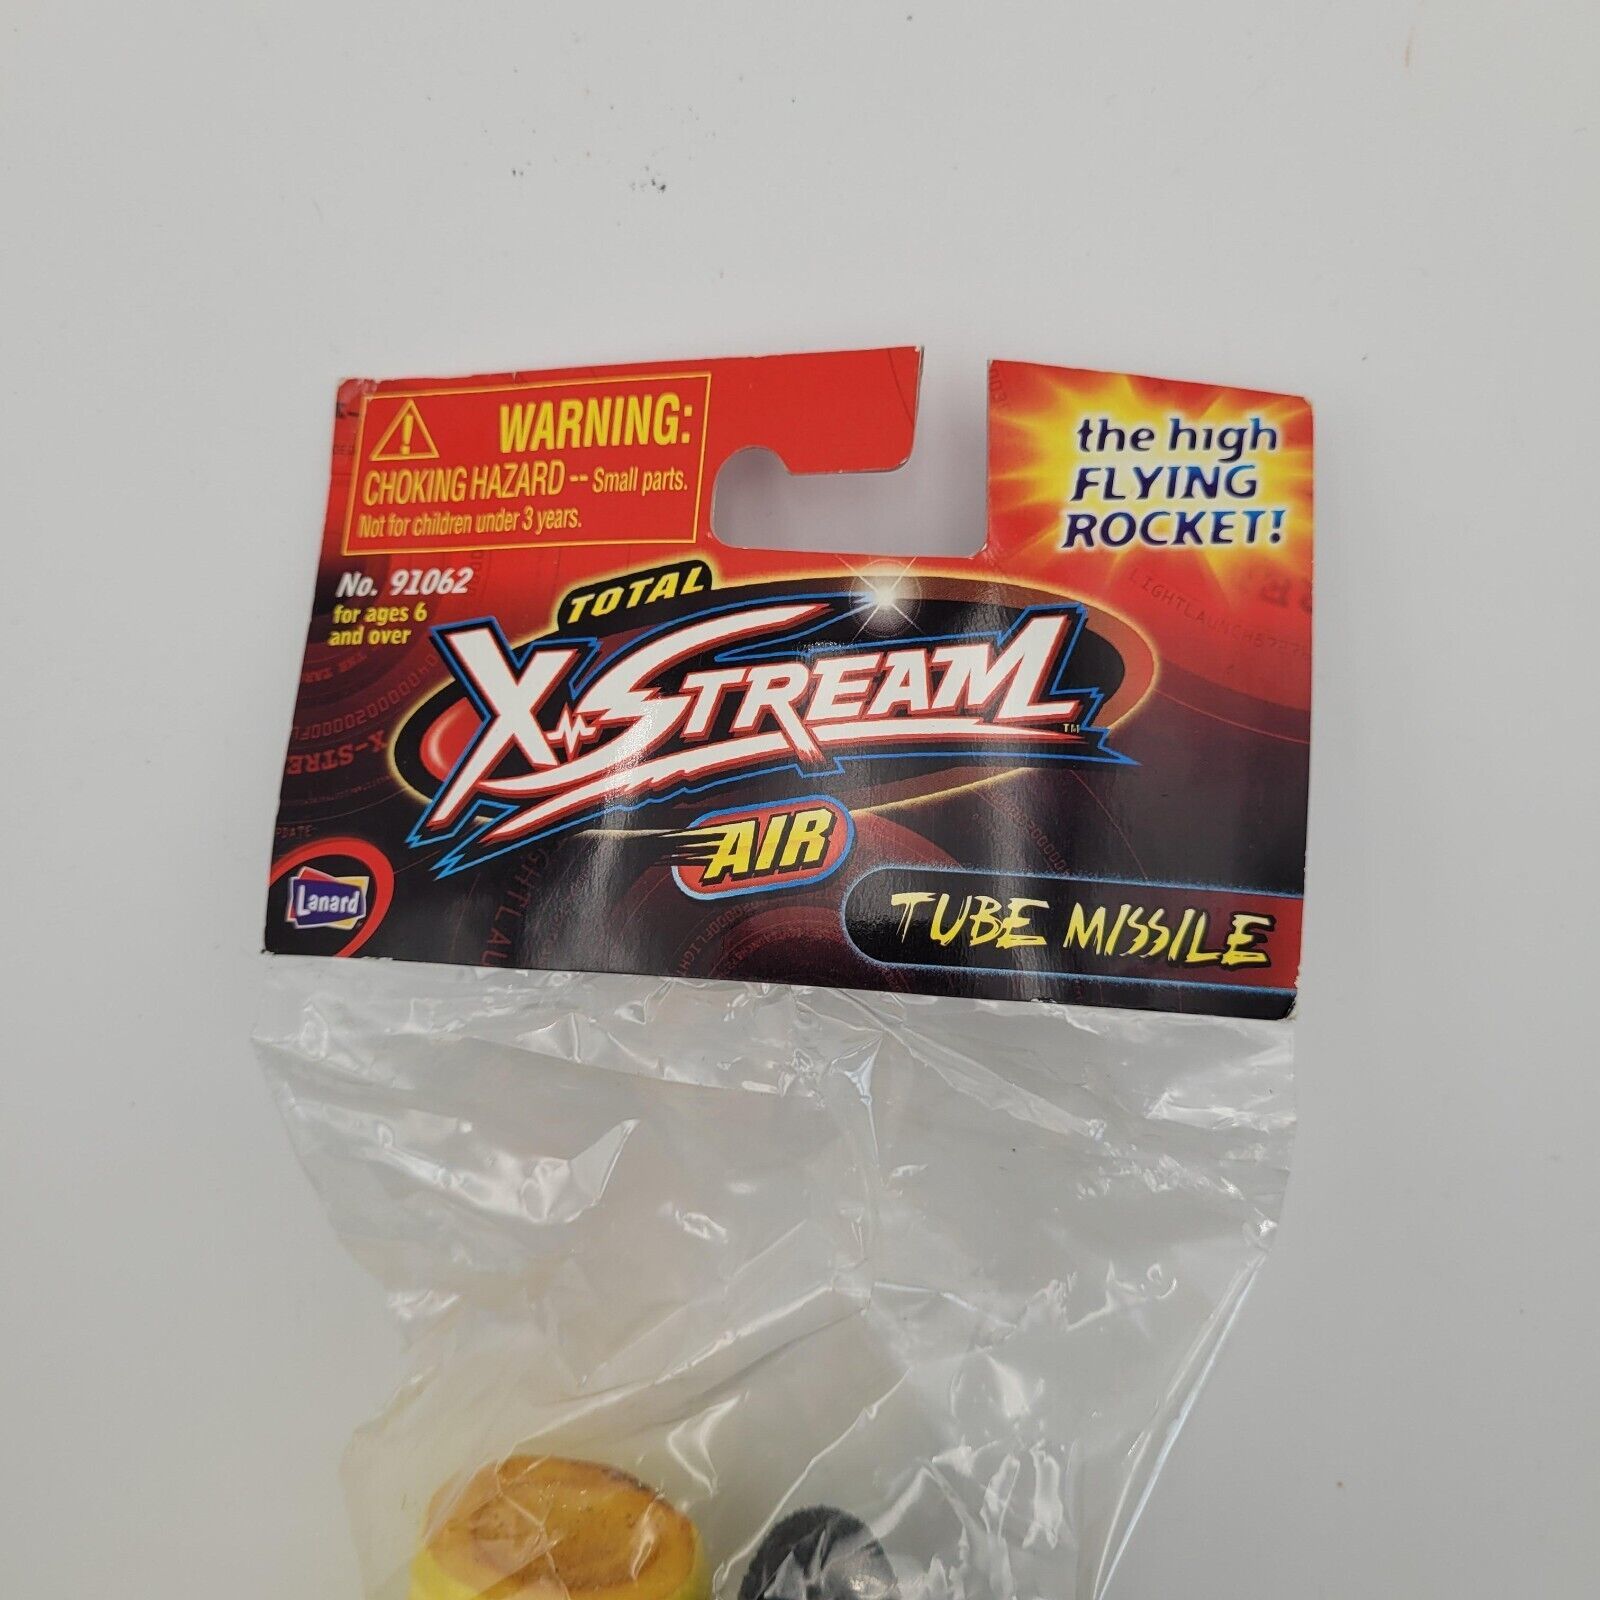 WARNING:
CHOKING HAZARD -- Small parts.
Not for children under 3 years.
the high
FLYING
ROCKET!
No. 91062
for ages 6
and over
TOTAL
X-STREAM™
AIR
TUBE MISSILE
Lanard